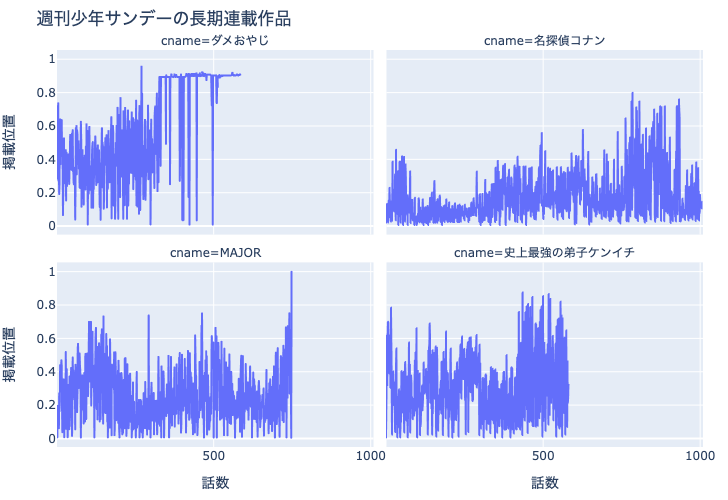 週刊少年サンデーの長期連載作品
cname=ダメおやじ
cname=名探偵コナン
掲載位置
1
0.8
0.6
0.4
0.2
0
cname=MAJOR
cname=史上最強の弟子ケンイチ
掲載位置
1
0.8
0.6
0.4
0.2
0
500
1000
500
1000
話数
話数